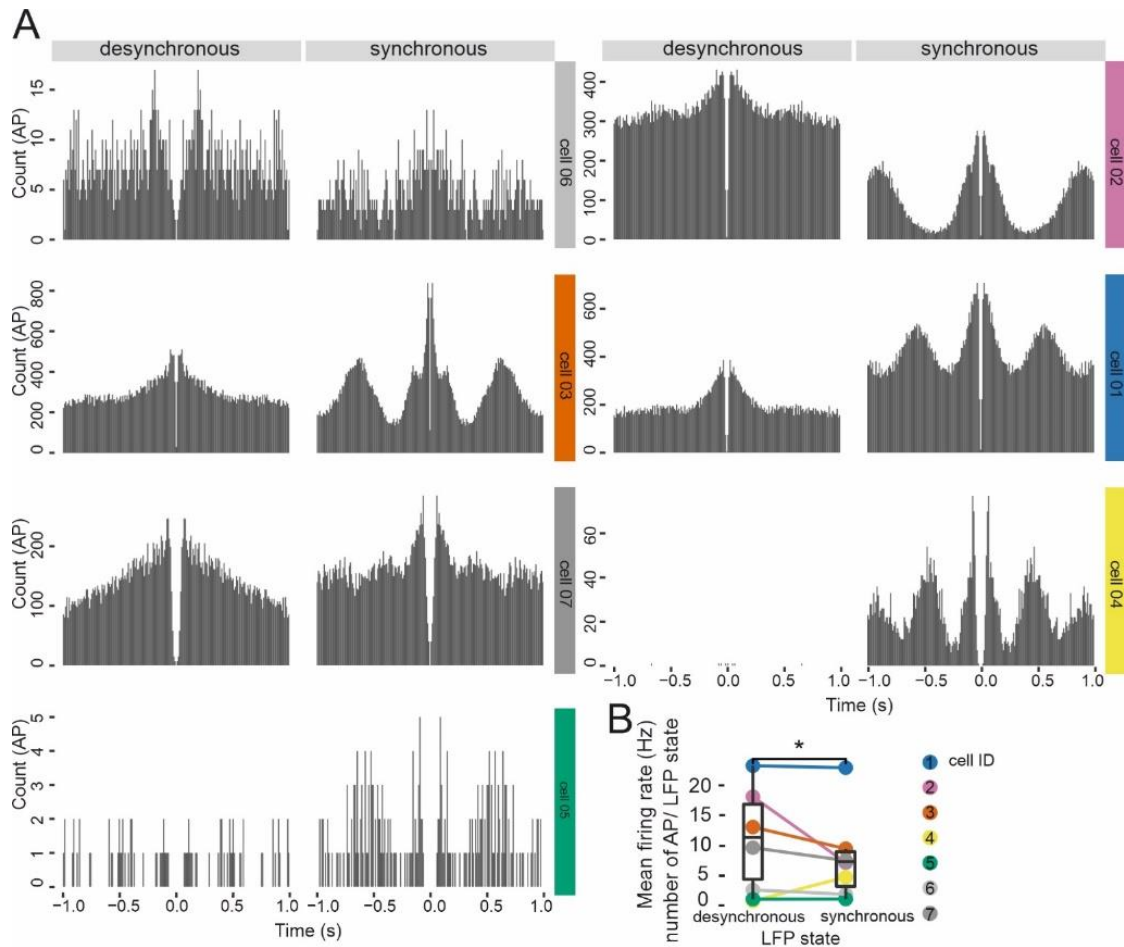 A
desynchronous synchronous desynchronous synchronous
Count (AP)
0 5 10 15
cell 06
0 100 200 300 400
cell 02
Count (AP)
0 200 400 600 800
cell 03
0 200 400 600
cell 01
Count (AP)
0 100 200
cell 07
0 20 40 60
cell 04
−1.0 −0.5 0.0 0.5 1.0 −1.0 −0.5 0.0 0.5 1.0
Time (s)
Count (AP)
0 1 2 3 4 5
cell 05
−1.0 −0.5 0.0 0.5 1.0 −1.0 −0.5 0.0 0.5 1.0
Time (s)
B
*
Mean firing rate (Hz)
number of AP/ LFP state
0 5 10 15 20
desynchronous synchronous
LFP state
cell ID
1
2
3
4
5
6
7